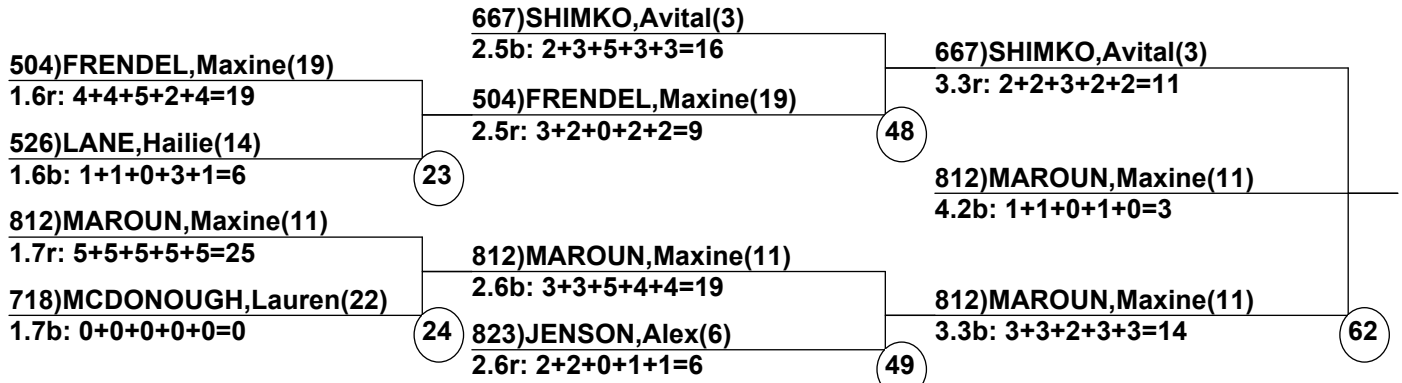 504)FRENDEL,Maxine(19)
1.6r: 4+4+5+2+4=19
526)LANE,Hailie(14)
1.6b: 1+1+0+3+1=6
23
812)MAROUN,Maxine(11)
1.7r: 5+5+5+5+5=25
718)MCDONOUGH,Lauren(22)
1.7b: 0+0+0+0+0=0
24
667)SHIMKO,Avital(3)
2.5b: 2+3+5+3+3=16
504)FRENDEL,Maxine(19)
2.5r: 3+2+0+2+2=9
48
812)MAROUN,Maxine(11)
2.6b: 3+3+5+4+4=19
823)JENSON,Alex(6)
2.6r: 2+2+0+1+1=6
49
667)SHIMKO,Avital(3)
3.3r: 2+2+3+2+2=11
812)MAROUN,Maxine(11)
4.2b: 1+1+0+1+0=3
812)MAROUN,Maxine(11)
3.3b: 3+3+2+3+3=14
62